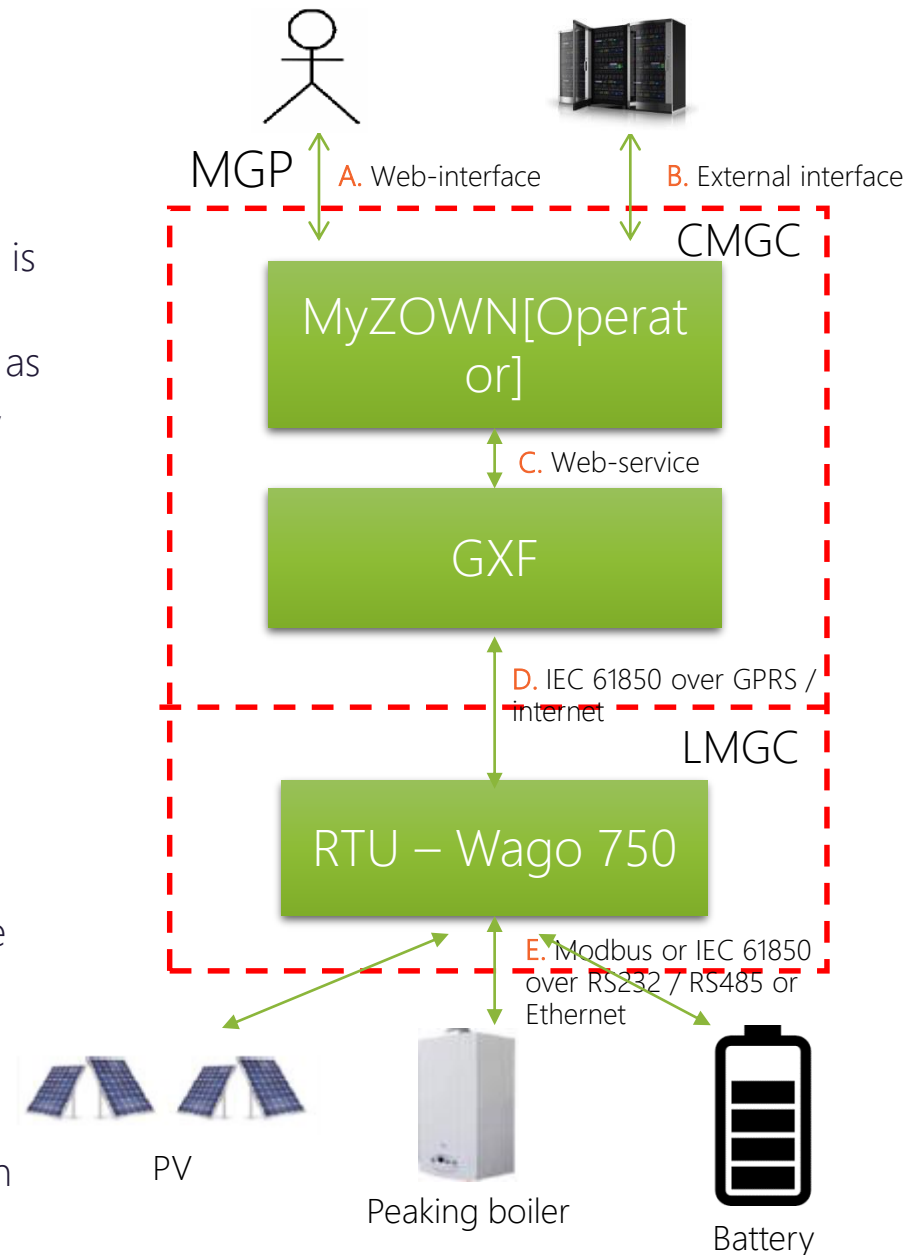 MGP
A. Web-interface
B. External interface
CMGC
is
MyZOWN[Operat
or]
as
C. Web-service
GXF
D. IEC 61850 over GPRS /
internet
LMGC
RTU – Wago 750
e
E. Modbus or IEC 61850
over RS232 / RS485 or
Ethernet
PV
Peaking boiler
Battery